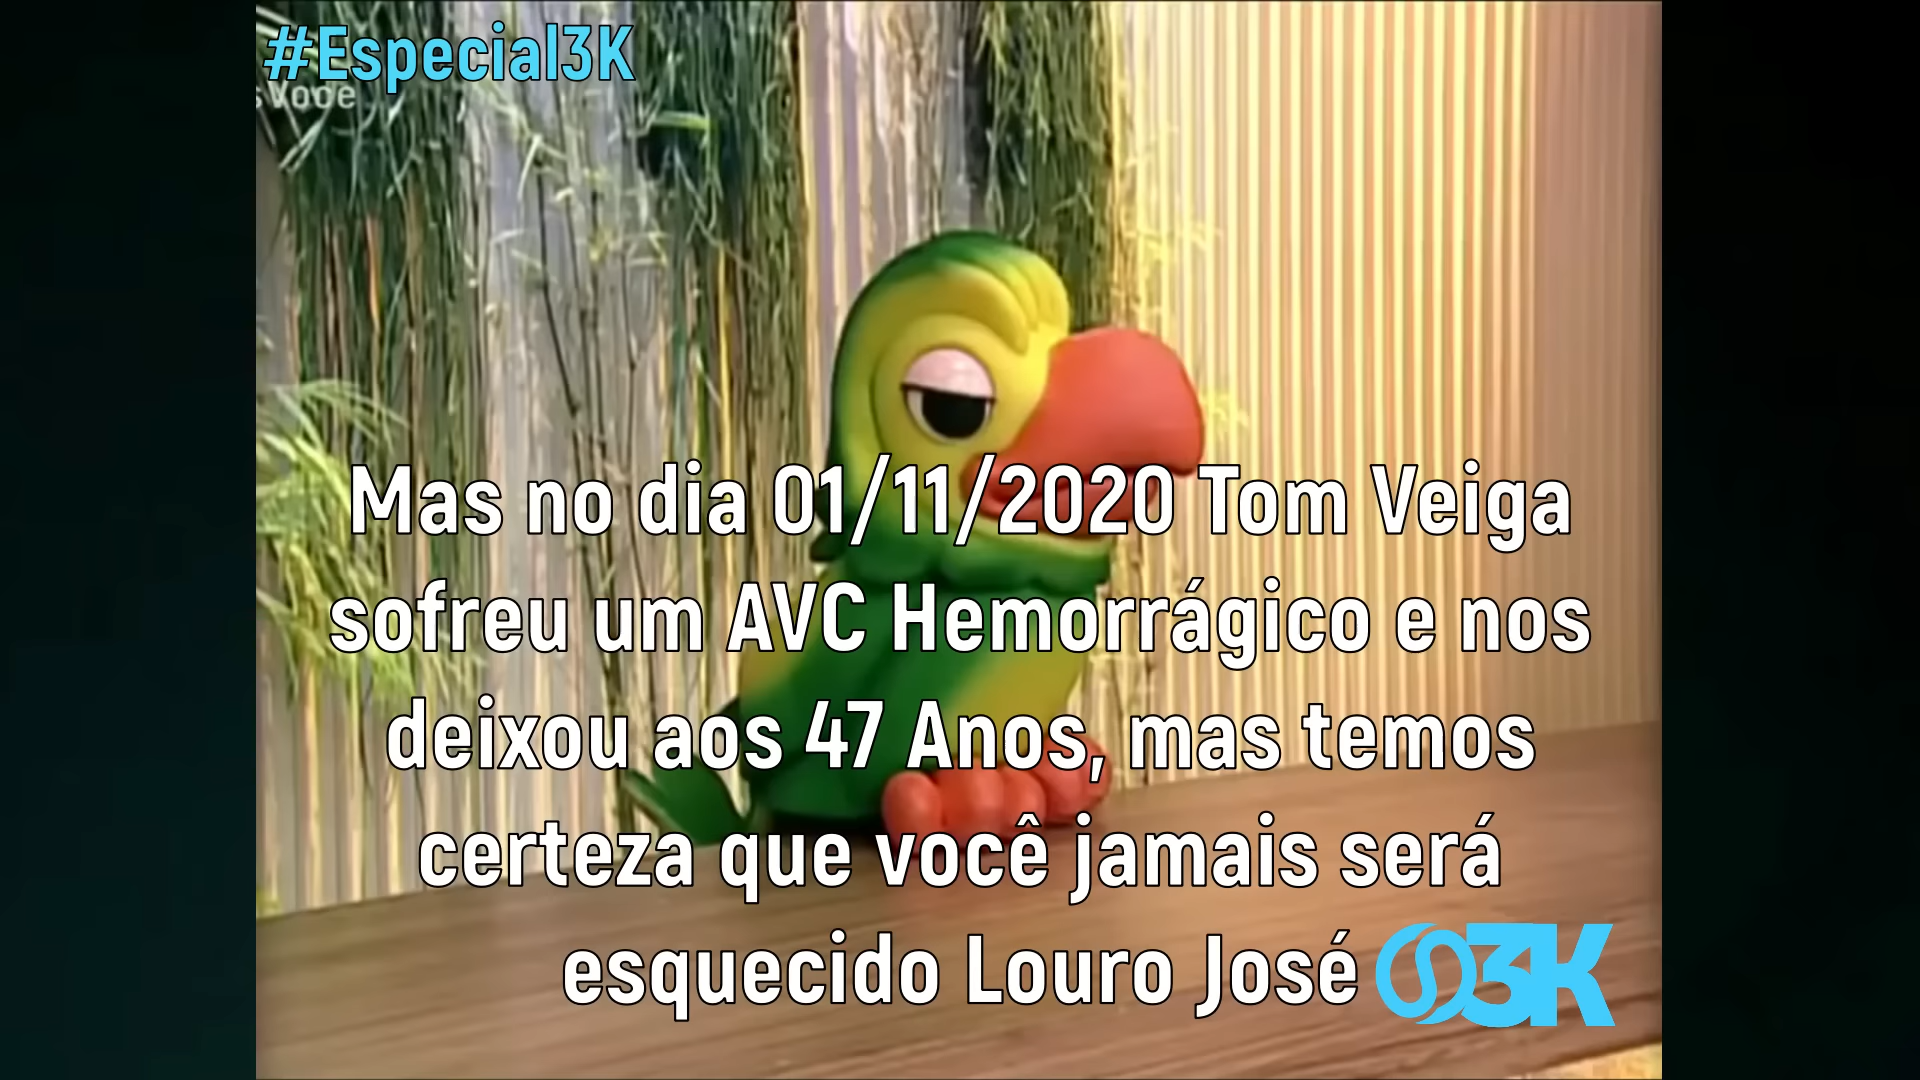 #Especial3K
sVocê
Mas no dia 01/11/2020 Tom Veiga
sofreu um AVC Hemorrágico e nos
deixou aos 47 Anos, mas temos
certeza que você jamais será
esquecido Louro José
3K